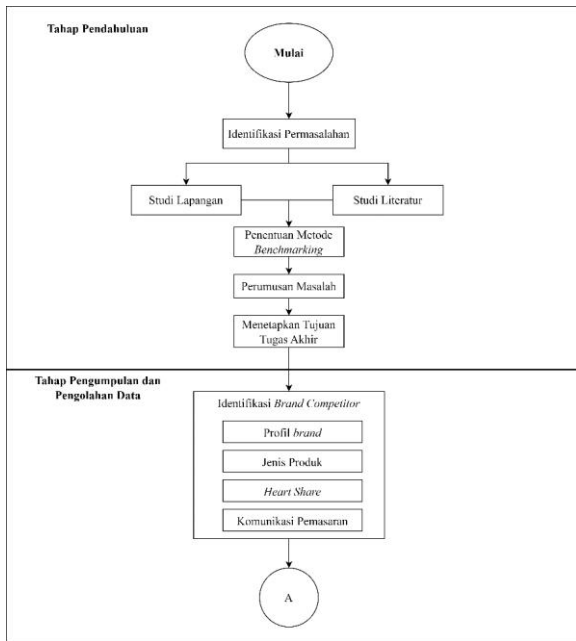 Tahap Pendahuluan
Mulai
Identifikasi Permasalahan
Studi Lapangan
Studi Literatur
Penentuan Metode
Benchmarking
Perumusan Masalah
Menetapkan Tujuan
Tugas Akhir
Tahap Pengumpulan dan
Pengolahan Data
Identifikasi Brand Competitor
Profil brand
Jenis Produk
Heart Share
Komunikasi Pemasaran
A